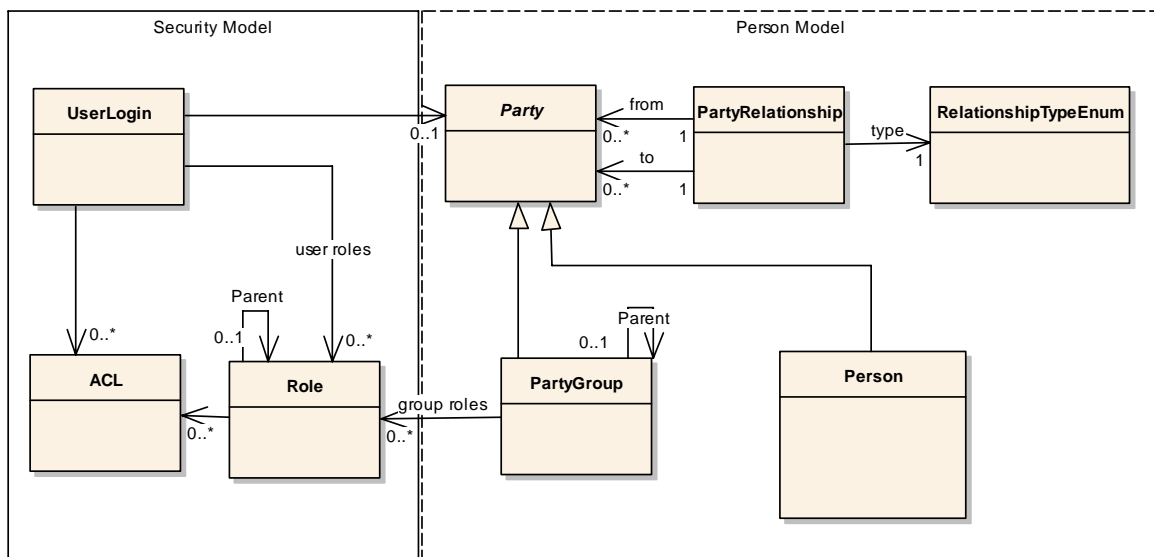 Security Model
Person Model
UserLogin
Party
PartyRelationship
RelationshipTypeEnum
from
0..*
1
to
0..*
1
type
1
0..1
user roles
0..*
0..*
Parent
0..1
Parent
0..1
ACL
Role
PartyGroup
Person
group roles
0..*
0..*